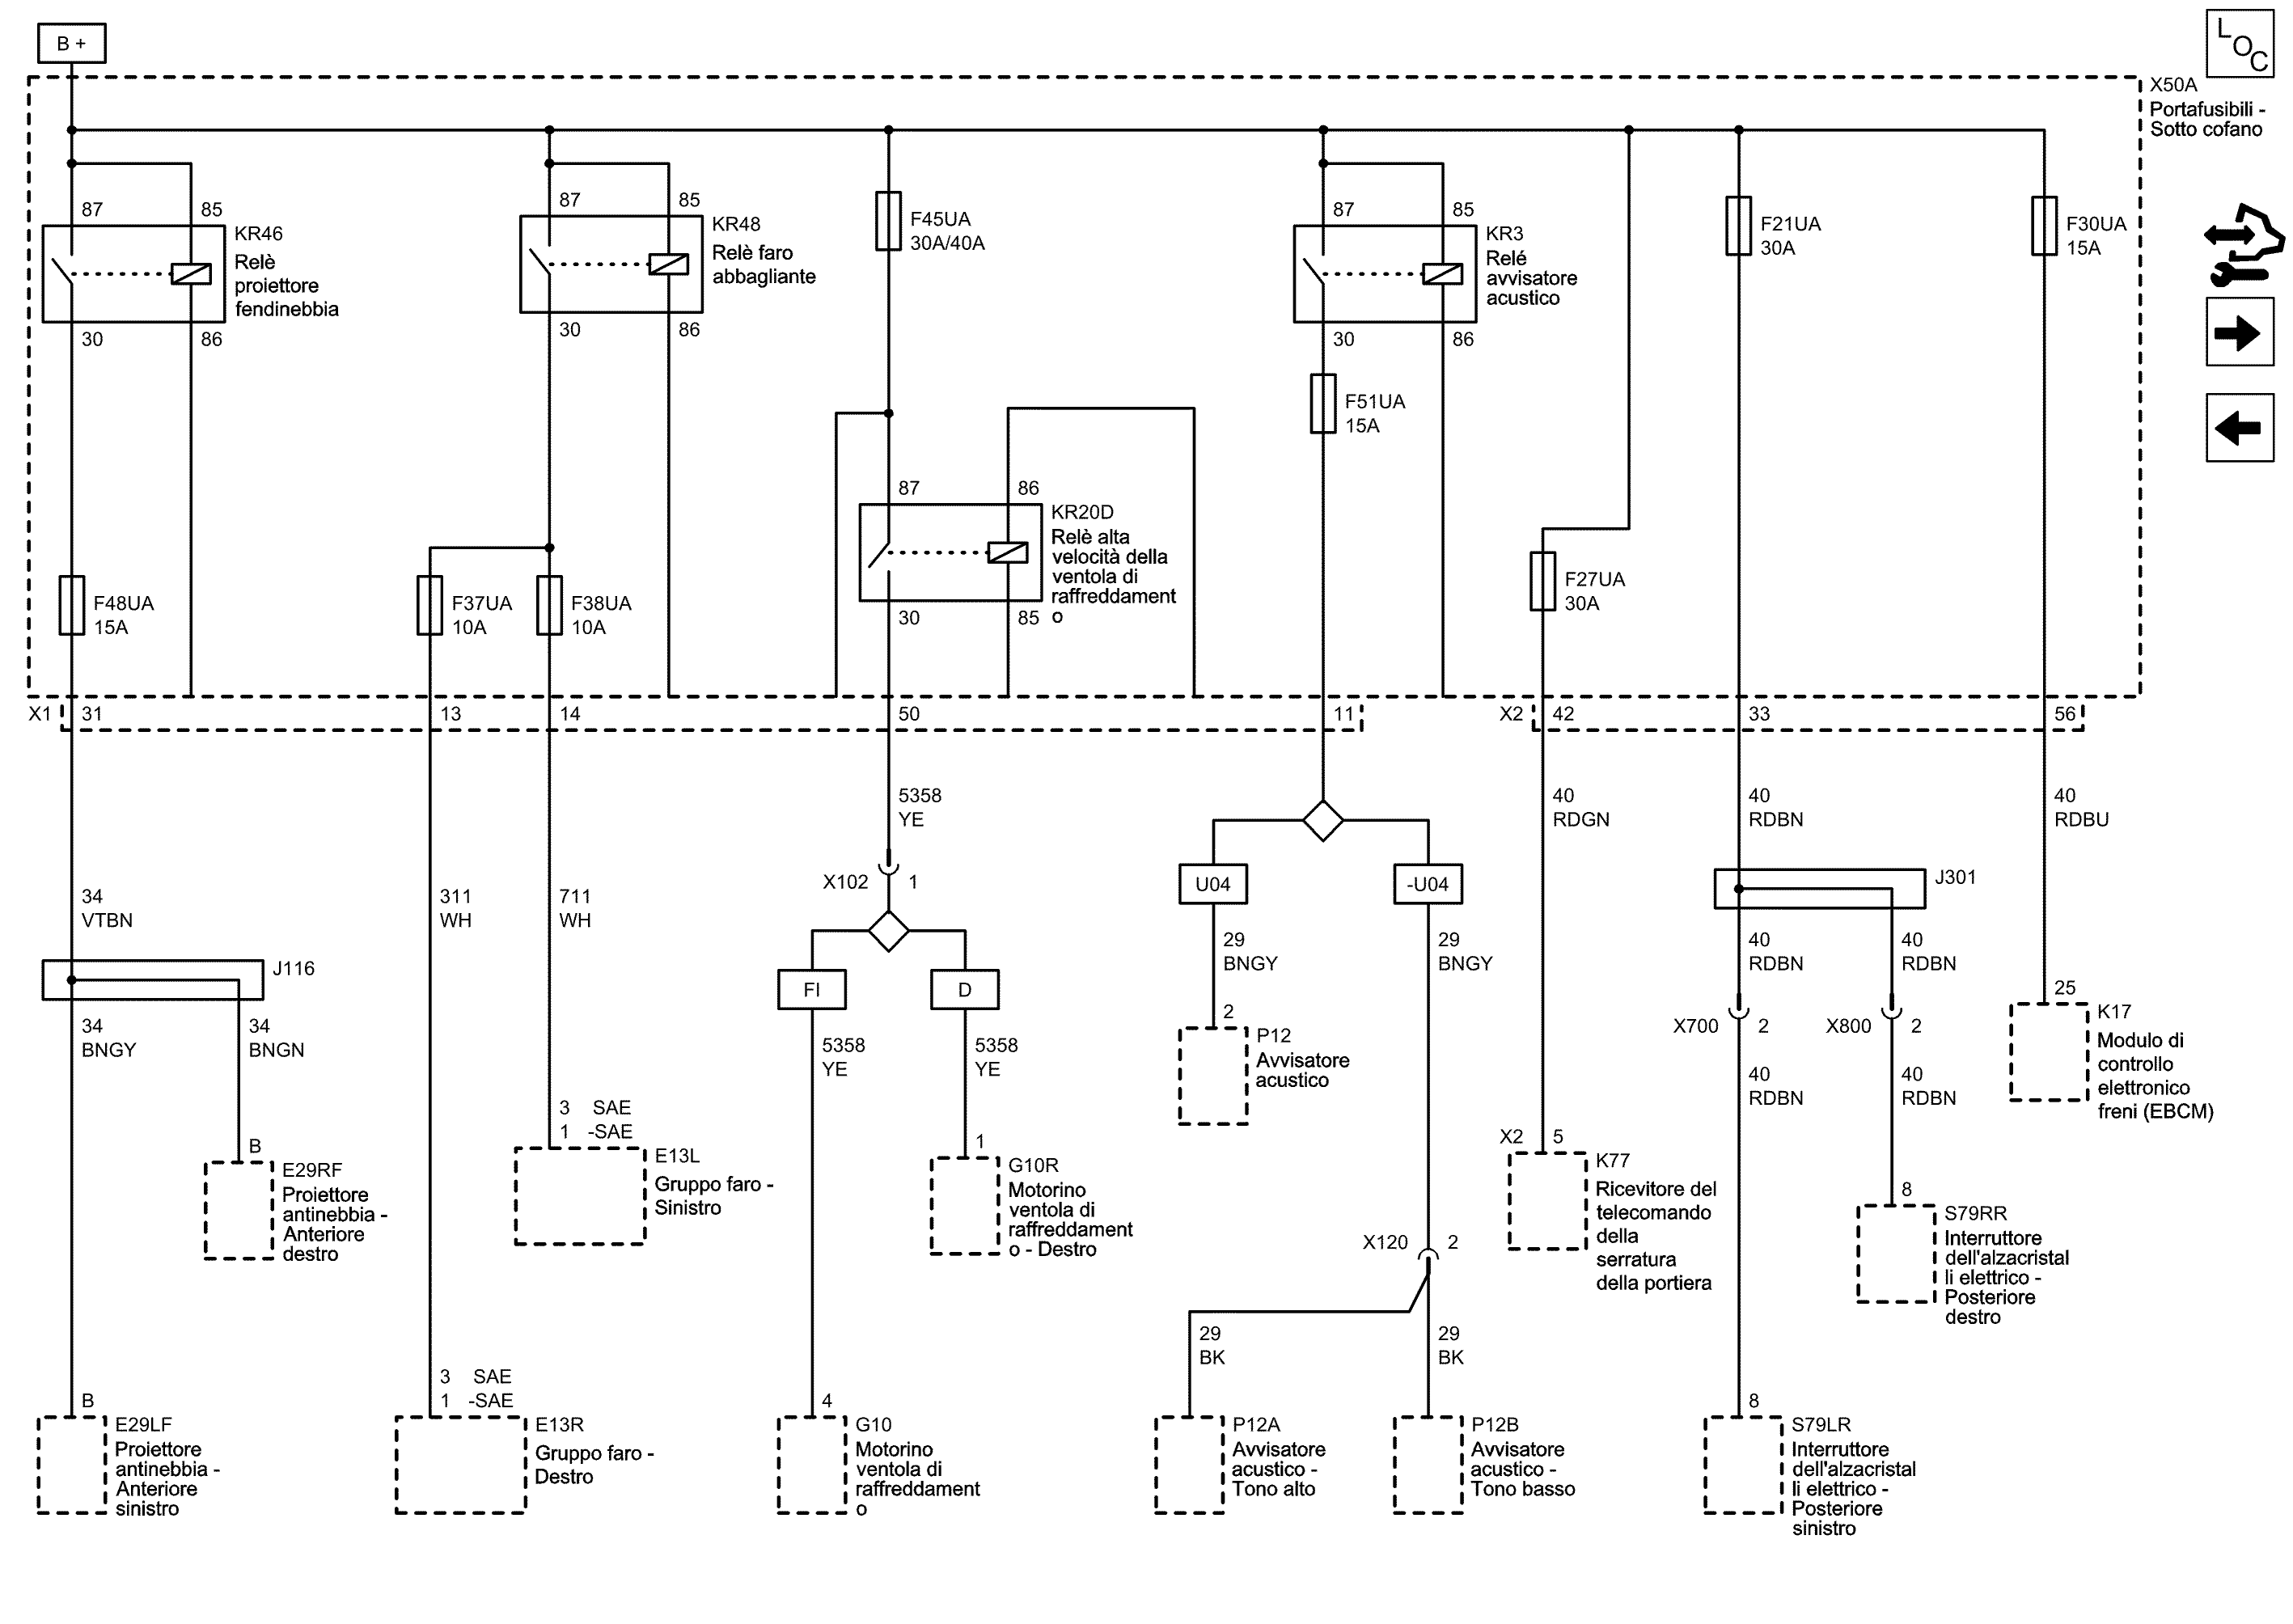 B +
LOC
X50A
Portafusibili -
Sotto cofano
87
85
KR46
Relè
proiettore
fendinebbia
30
86
87
85
KR48
Relè faro
abbagliante
30
86
F45UA
30A/40A
87
85
KR3
Relé
avvisatore
acustico
30
86
F51UA
15A
F21UA
30A
F30UA
15A
87
86
KR20D
Relè alta
velocità della
ventola di
raffreddament
o
30
85
F48UA
15A
F37UA
10A
F38UA
10A
F27UA
30A
X1
31
13
14
50
11
X2
42
33
56
5358
YE
40
RDGN
40
RDBN
40
RDBU
X102
1
34
VTBN
311
WH
711
WH
U04
-U04
J301
FI
D
29
BNGY
29
BNGY
40
RDBN
40
RDBN
J116
34
BNGY
34
BNGN
5358
YE
5358
YE
2
P12
Avvisatore
acustico
X700
2
X800
2
25
K17
Modulo di
controllo
elettronico
freni (EBCM)
40
RDBN
40
RDBN
3 SAE
1 -SAE
E13L
Gruppo faro -
Sinistro
B
E29RF
Proiettore
antinebbia -
Anteriore
destro
1
G10R
Motorino
ventola di
raffreddament
o - Destro
X2
5
K77
Ricevitore del
telecomando
della
serratura
della portiera
8
S79RR
Interruttore
dell'alzacristal
li elettrico -
Posteriore
destro
X120
2
29
BK
29
BK
B
E29LF
Proiettore
antinebbia -
Anteriore
sinistro
3 SAE
1 -SAE
E13R
Gruppo faro -
Destro
4
G10
Motorino
ventola di
raffreddament
o
P12A
Avvisatore
acustico -
Tono alto
P12B
Avvisatore
acustico -
Tono basso
8
S79LR
Interruttore
dell'alzacristal
li elettrico -
Posteriore
sinistro